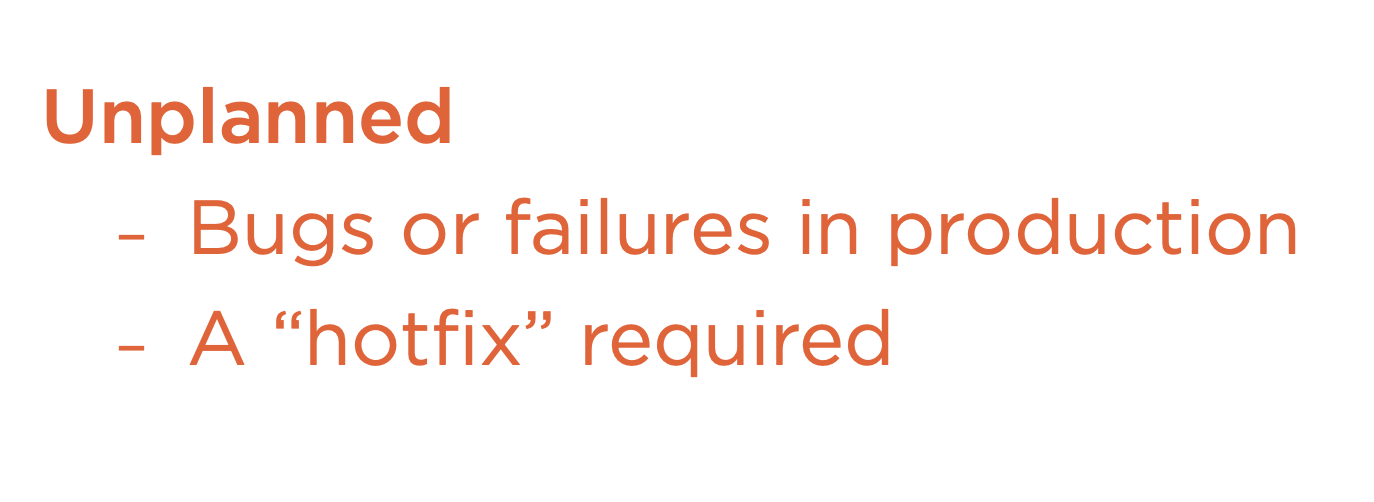 Unplanned
- Bugs or failures in production
- A “hotfix” required